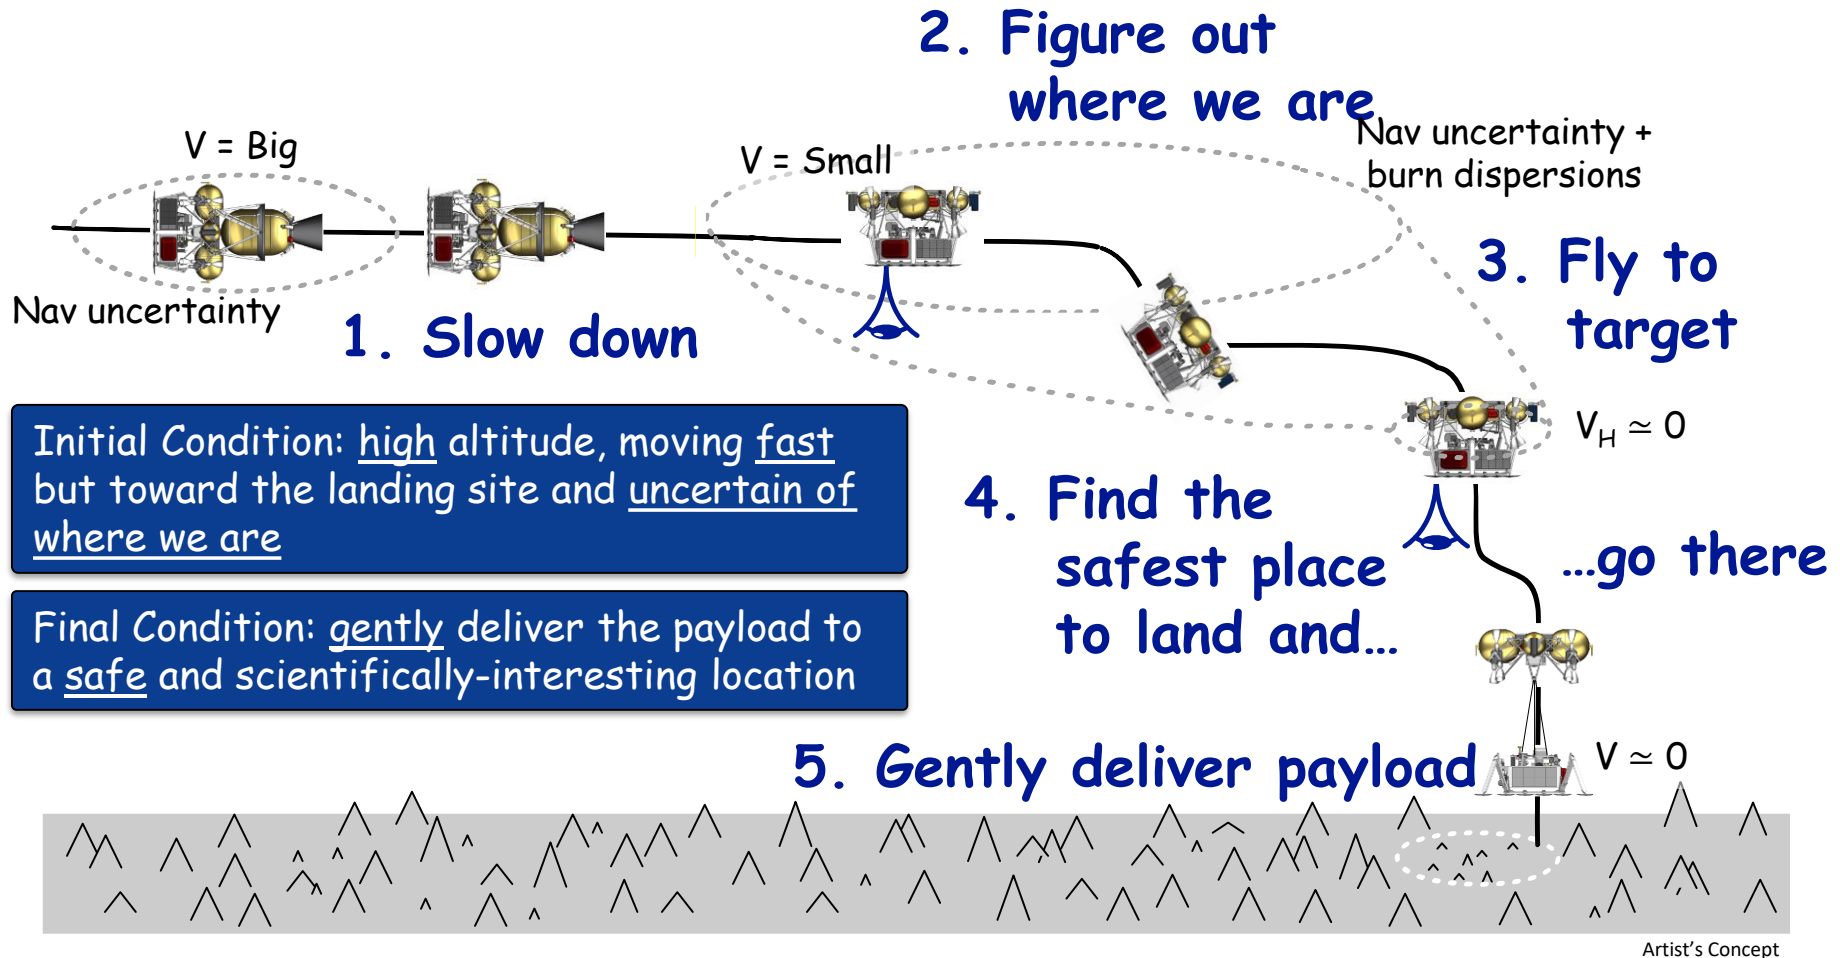 2. Figure out
where we are
Nav uncertainty +
burn dispersions
V = Big
V = Small
Nav uncertainty
1. Slow down
3. Fly to
target
V_H ≃ 0
Initial Condition: high altitude, moving fast
but toward the landing site and uncertain of
where we are
4. Find the
safest place
to land and...
...go there
Final Condition: gently deliver the payload to
a safe and scientifically-interesting location
5. Gently deliver payload
V ≃ 0
Artist's Concept